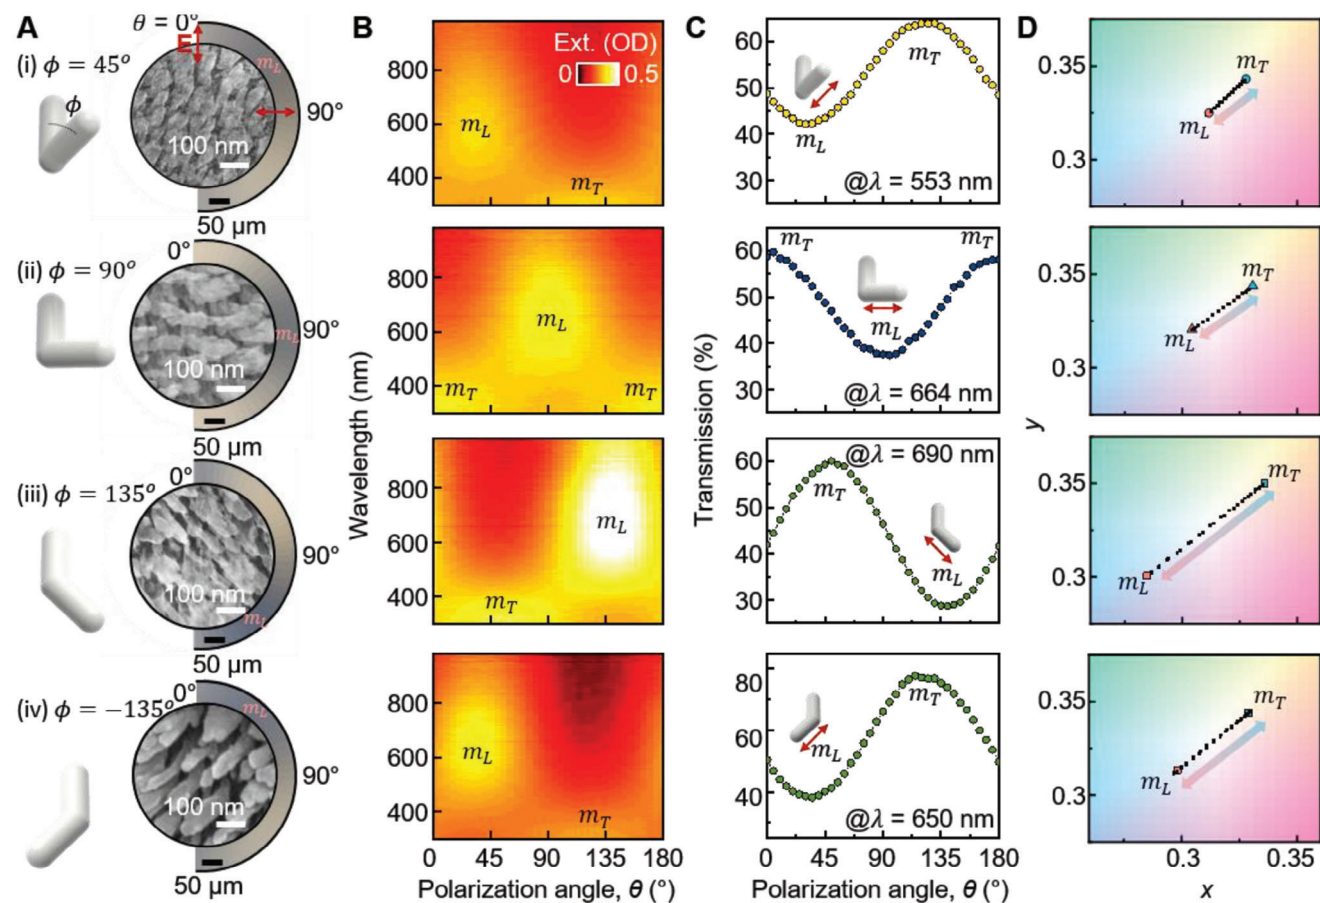 A
θ = 0°
E
m_L
(i) ϕ = 45°
ϕ
90°
100 nm
50 μm
(ii) ϕ = 90°
0°
m_L
90°
100 nm
50 μm
(iii) ϕ = 135°
0°
90°
100 nm
m_L
50 μm
(iv) ϕ = −135°
0°
m_L
90°
100 nm
50 μm
B
Ext. (OD)
0 0.5
Wavelength (nm)
800
600
400
m_L
m_T
800
600
400
m_L
m_T m_T
800
600
400
m_L
m_T
800
600
400
m_L
m_T
0 45 90 135 180
Polarization angle, θ (°)
C
Transmission (%)
60
50
40
30
m_T
m_L
@λ = 553 nm
60
50
40
30
m_T m_T
m_L
@λ = 664 nm
60
50
40
30
@λ = 690 nm
m_T
m_L
80
60
40
m_T
m_L
@λ = 650 nm
0 45 90 135 180
Polarization angle, θ (°)
D
y
0.35
0.3
m_T
m_L
0.35
0.3
m_T
m_L
0.35
0.3
m_T
m_L
0.35
0.3
m_T
m_L
0.3 0.35
x